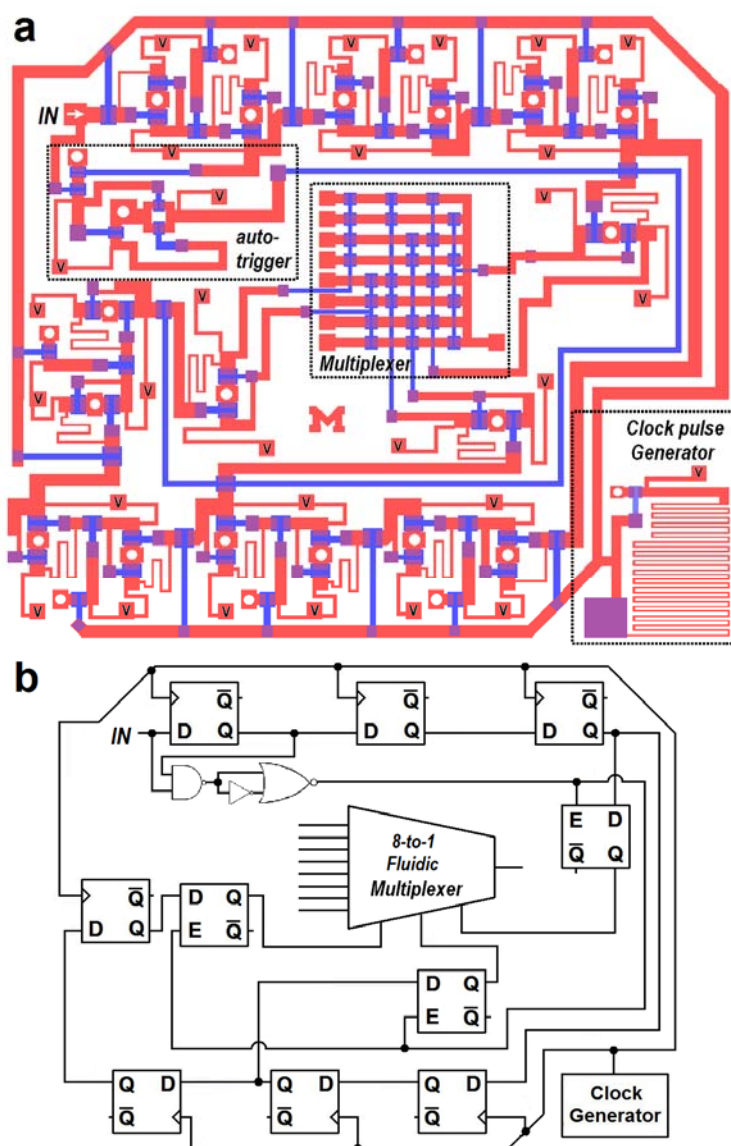 a
V V V V V V
IN
V V V
auto-
trigger
V V
V
Multiplexer
V V V
V
M
V V
Clock pulse
Generator
V
V V V
V V V V V V
b
Q̅ Q̅ Q̅
IN D Q D Q D Q
E D
Q̅ Q
8-to-1
Fluidic
Multiplexer
Q̅ D Q
D Q E Q̅
D Q
E Q̅
Q D Q D Q D
Q̅ Q̅ Q̅
Clock
Generator